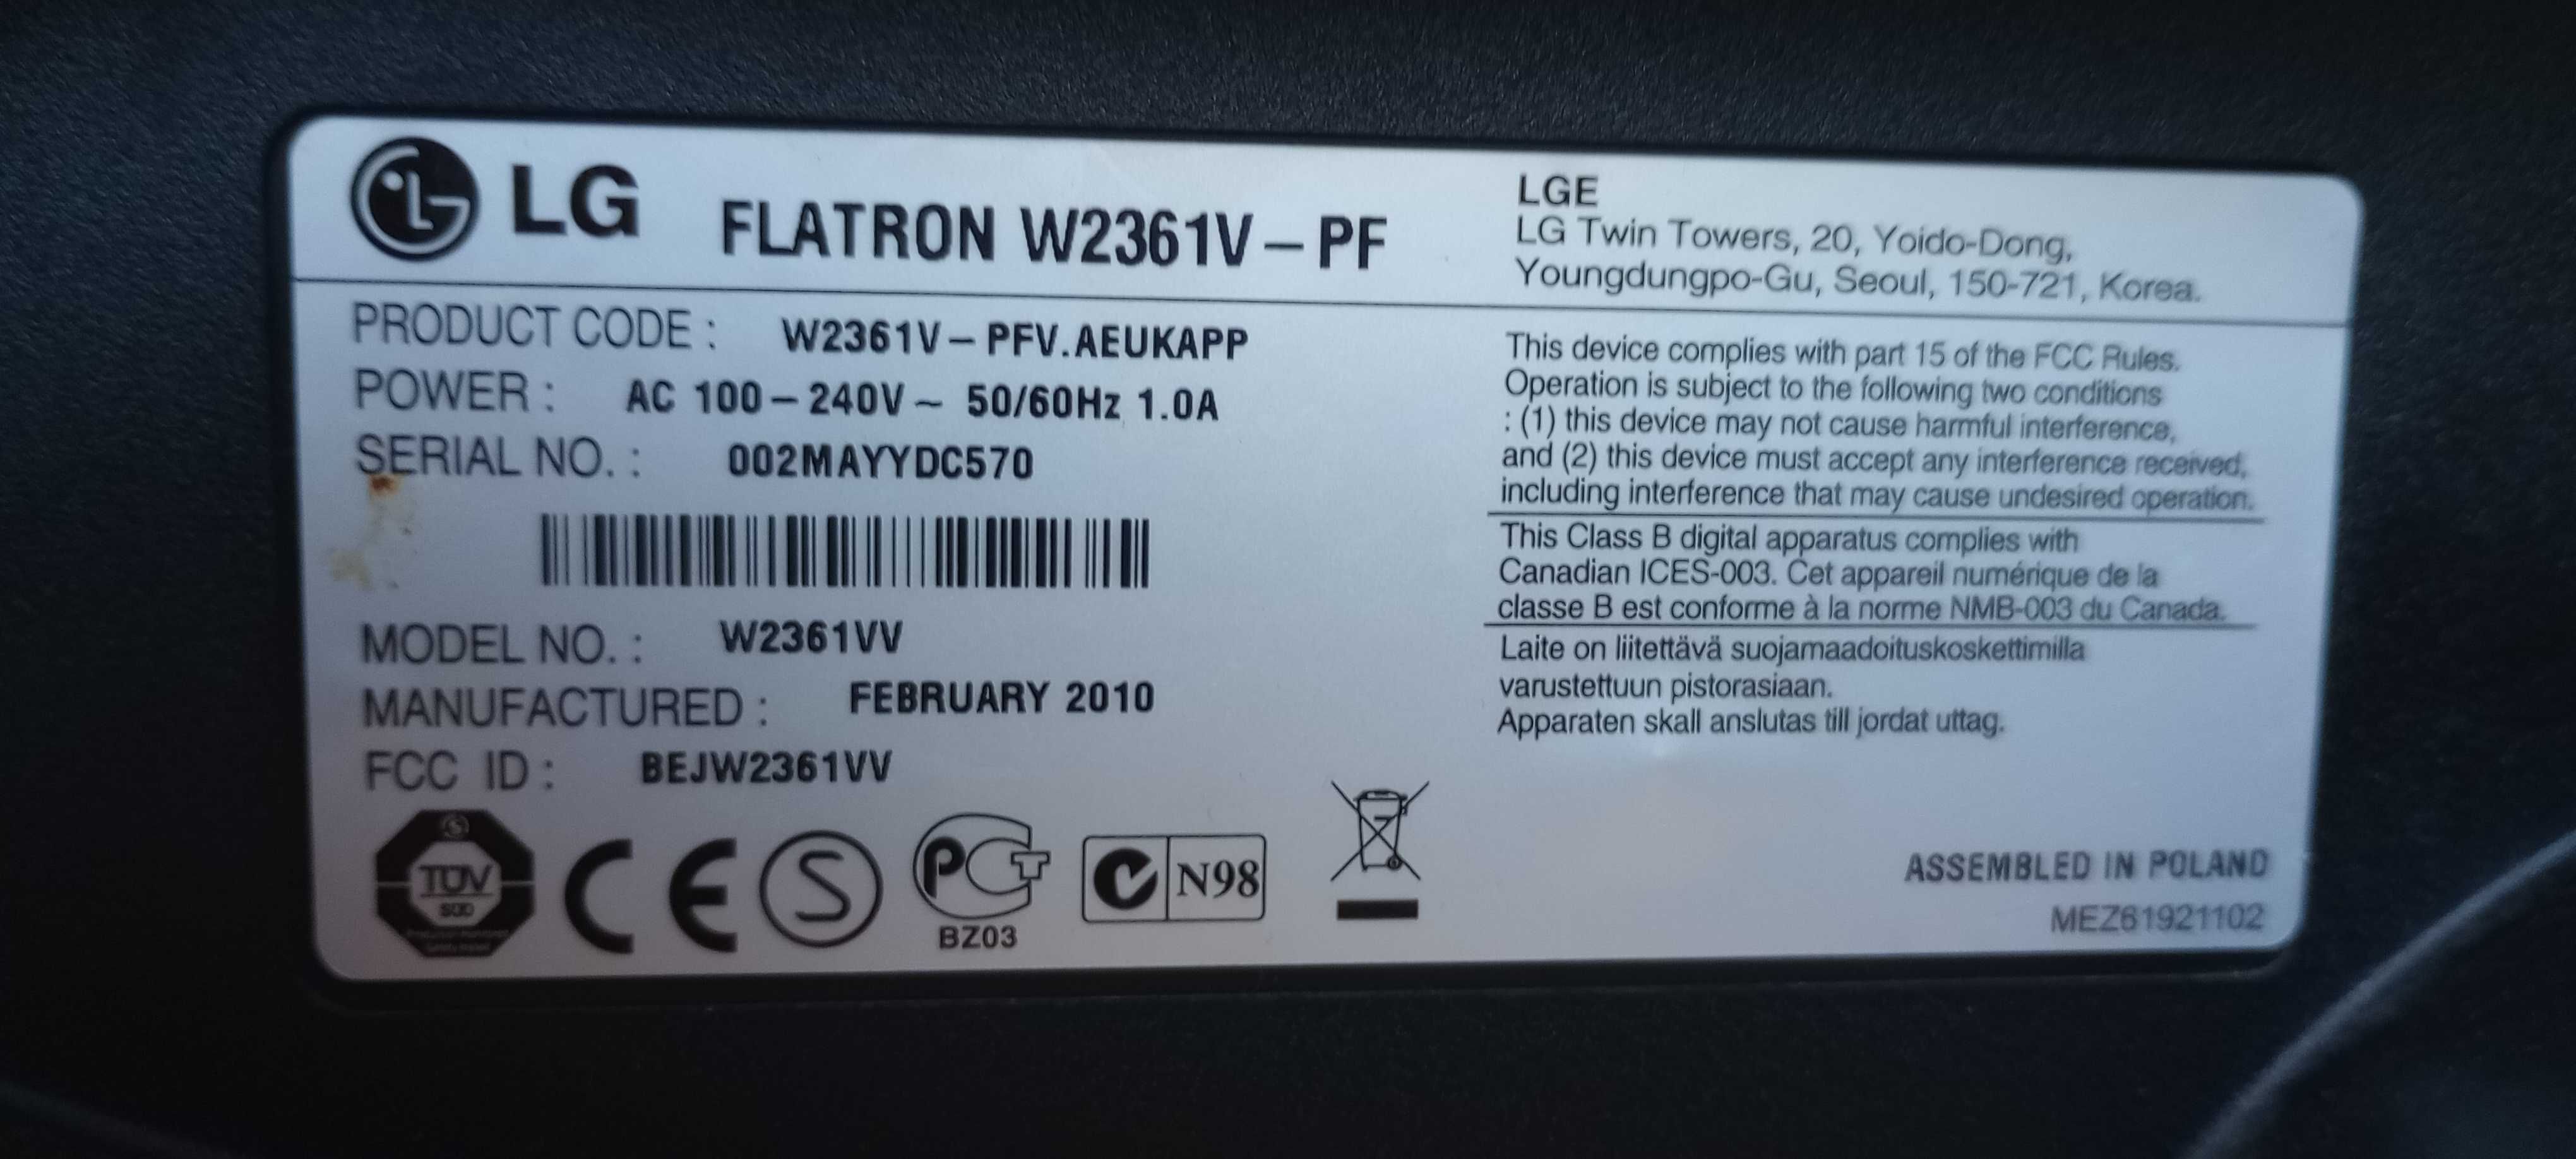 LG FLATRON W2361V-PF
LGE
LG Twin Towers, 20, Yoido-Dong,
Youngdungpo-Gu, Seoul, 150-721, Korea.
PRODUCT CODE : W2361V-PFV.AEUKAPP
POWER : AC 100-240V~ 50/60Hz 1.0A
SERIAL NO. : 002MAYYDC570
MODEL NO. : W2361VV
MANUFACTURED : FEBRUARY 2010
FCC ID : BEJW2361VV
TÜV
SÜD
CE
S
PCT
BZ03
N98
This device complies with part 15 of the FCC Rules.
Operation is subject to the following two conditions
: (1) this device may not cause harmful interference,
and (2) this device must accept any interference received,
including interference that may cause undesired operation.
This Class B digital apparatus complies with
Canadian ICES-003. Cet appareil numérique de la
classe B est conforme à la norme NMB-003 du Canada.
Laite on liitettävä suojamaadoituskoskettimilla
varustettuun pistorasiaan.
Apparaten skall anslutas till jordat uttag.
ASSEMBLED IN POLAND
MEZ61921102